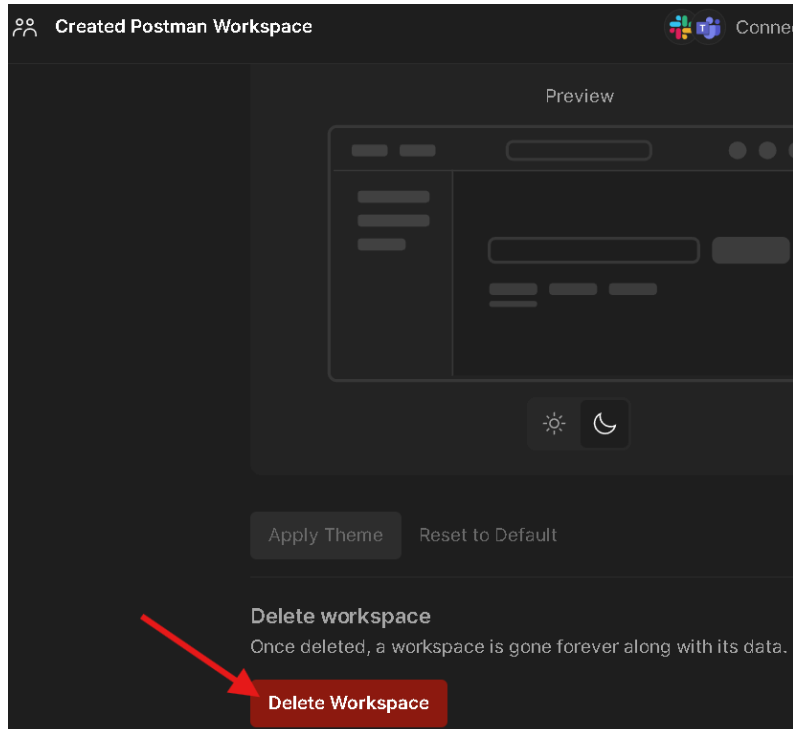 Created Postman Workspace
Preview
Apply Theme Reset to Default
Delete workspace
Once deleted, a workspace is gone forever along with its data.
Delete Workspace